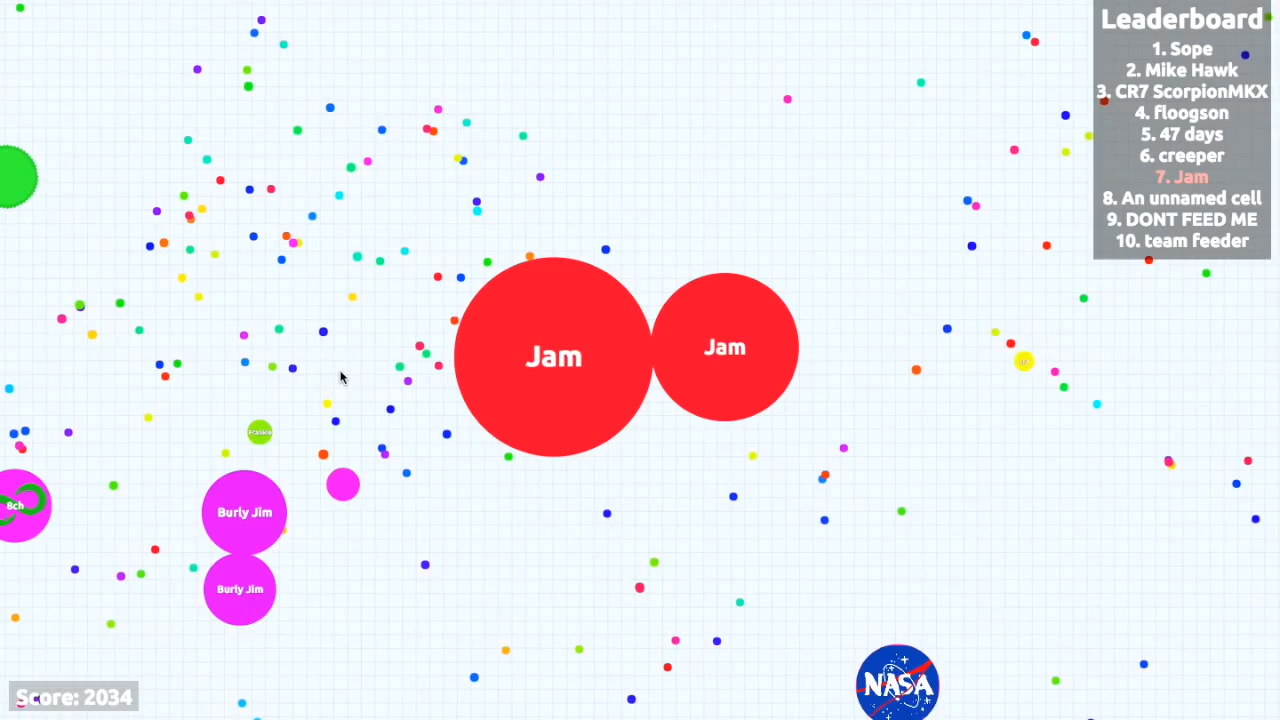 Leaderboard
1. Sope
2. Mike Hawk
3. CR7 ScorpionMKX
4. floogson
5. 47 days
6. creeper
7. Jam
8. An unnamed cell
9. DONT FEED ME
10. team feeder
Jam
Jam
Frankie
8ch
Burly Jim
Burly Jim
NASA
Score: 2034